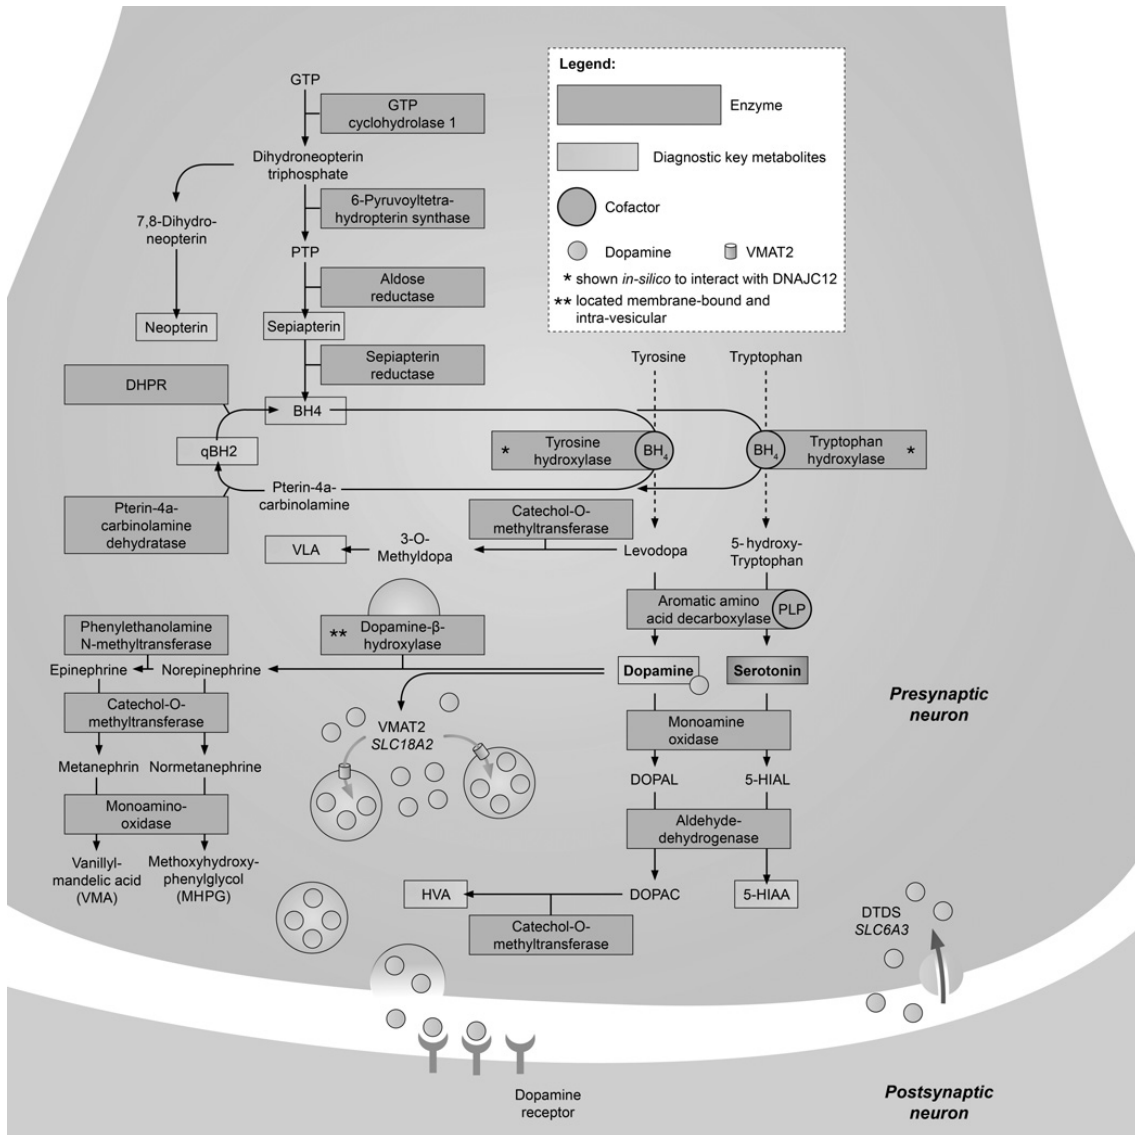 Legend:
Enzyme
Diagnostic key metabolites
Cofactor
Dopamine
VMAT2
* shown in-silico to interact with DNAJC12
** located membrane-bound and
intra-vesicular
GTP
GTP
cyclohydrolase 1
Dihydroneopterin
triphosphate
6-Pyruvoyltetra-
hydropterin synthase
7,8-Dihydro-
neopterin
PTP
Aldose
reductase
Neopterin
Sepiapterin
Sepiapterin
reductase
Tyrosine
Tryptophan
DHPR
BH4
qBH2
* Tyrosine
hydroxylase
BH4
BH4
Tryptophan
hydroxylase *
Pterin-4a-
carbinolamine
Pterin-4a-
carbinolamine
dehydratase
Catechol-O-
methyltransferase
VLA
3-O-
Methyldopa
Levodopa
5-hydroxy-
Tryptophan
Aromatic amino
acid decarboxylase
PLP
Phenylethanolamine
N-methyltransferase
** Dopamine-β-
hydroxylase
Epinephrine
Norepinephrine
Dopamine
Serotonin
Presynaptic
neuron
Catechol-O-
methyltransferase
VMAT2
SLC18A2
Monoamine
oxidase
Metanephrin
Normetanephrine
DOPAL
5-HIAL
Monoamino-
oxidase
Aldehyde-
dehydrogenase
Vanillyl-
mandelic acid
(VMA)
Methoxyhydroxy-
phenylglycol
(MHPG)
HVA
DOPAC
5-HIAA
Catechol-O-
methyltransferase
DTDS
SLC6A3
Dopamine
receptor
Postsynaptic
neuron